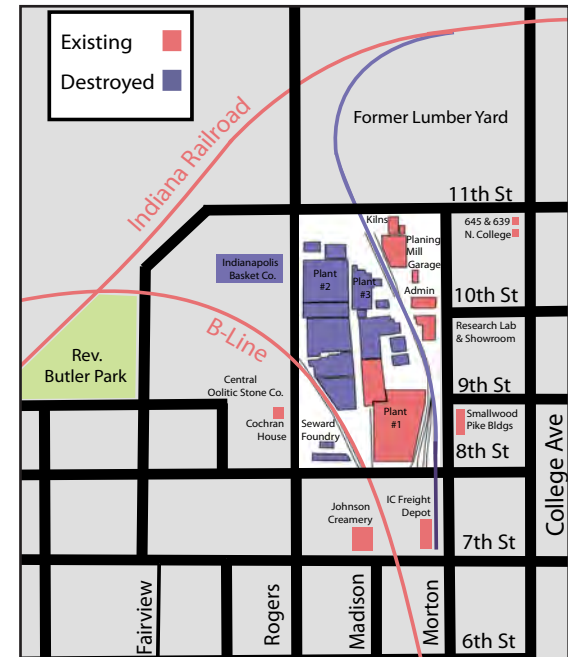 Existing
Destroyed
Indiana Railroad
Former Lumber Yard
11th St
Kilns
645 & 639
N. College
Planing
Mill
Garage
Indianapolis
Basket Co.
Plant
#2
Plant
#3
Admin
10th St
B-Line
Research Lab
& Showroom
Rev.
Butler Park
Central
Oolitic Stone Co.
9th St
Cochran
House
Seward
Foundry
Plant
#1
Smallwood
Pike Bldgs
8th St
College Ave
Johnson
Creamery
IC Freight
Depot
7th St
Fairview
Rogers
Madison
Morton
6th St